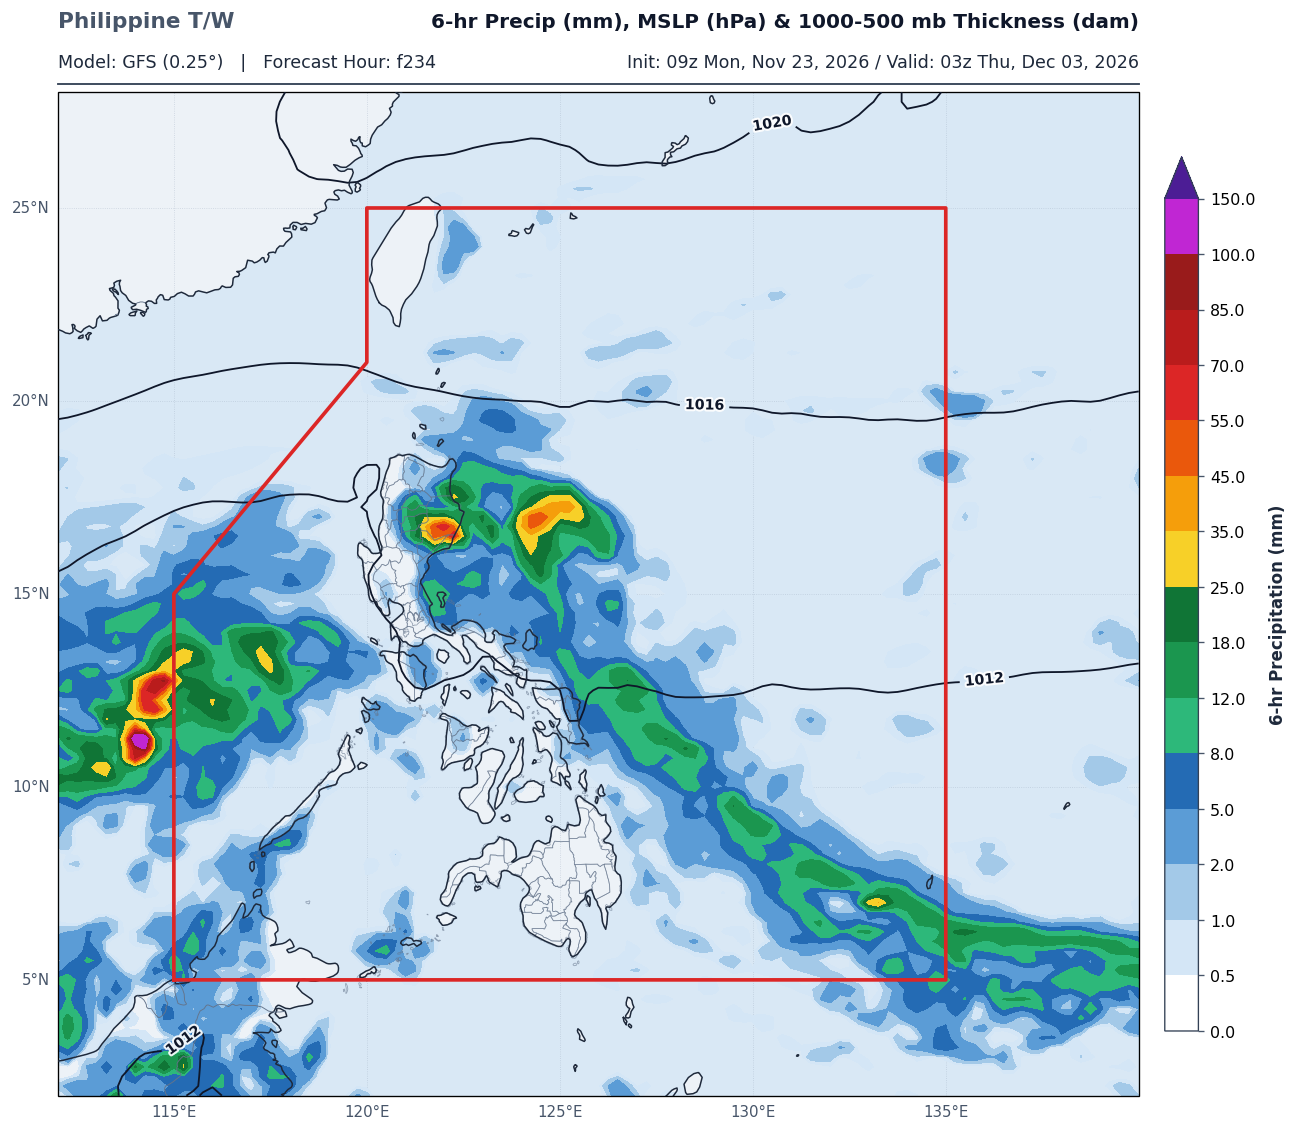 Philippine T/W
6-hr Precip (mm), MSLP (hPa) & 1000-500 mb Thickness (dam)
Model: GFS (0.25°) | Forecast Hour: f234
Init: 09z Mon, Nov 23, 2026 / Valid: 03z Thu, Dec 03, 2026
1020
1016
1012
1012
25°N
20°N
15°N
10°N
5°N
115°E
120°E
125°E
130°E
135°E
150.0
100.0
85.0
70.0
55.0
45.0
35.0
25.0
18.0
12.0
8.0
5.0
2.0
1.0
0.5
0.0
6-hr Precipitation (mm)